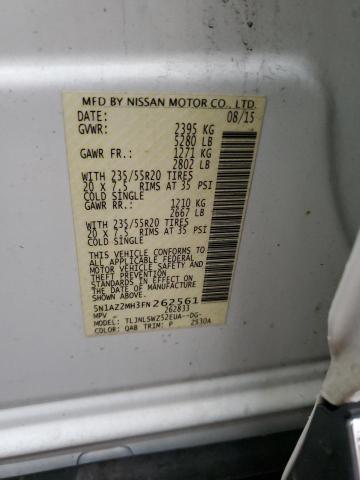 MFD BY NISSAN MOTOR CO., LTD.
DATE: 08/15
GVWR: 2395 KG
5280 LB
GAWR FR.: 1271 KG
2802 LB
WITH 235/55R20 TIRES
20 X 7.5 RIMS AT 35 PSI
COLD SINGLE
GAWR RR.: 1210 KG
2667 LB
WITH 235/55R20 TIRES
20 X 7.5 RIMS AT 35 PSI
COLD SINGLE
THIS VEHICLE CONFORMS TO
ALL APPLICABLE FEDERAL
MOTOR VEHICLE SAFETY AND
THEFT PREVENTION
STANDARDS IN EFFECT ON
THE DATE OF MANUFACTURE
SHOWN ABOVE.
5N1AZ2MH3FN262561
MPV 262833
MODEL: TLJNLSWZ52EUA--DG-
COLOR: QAB TRIM: P 2530A